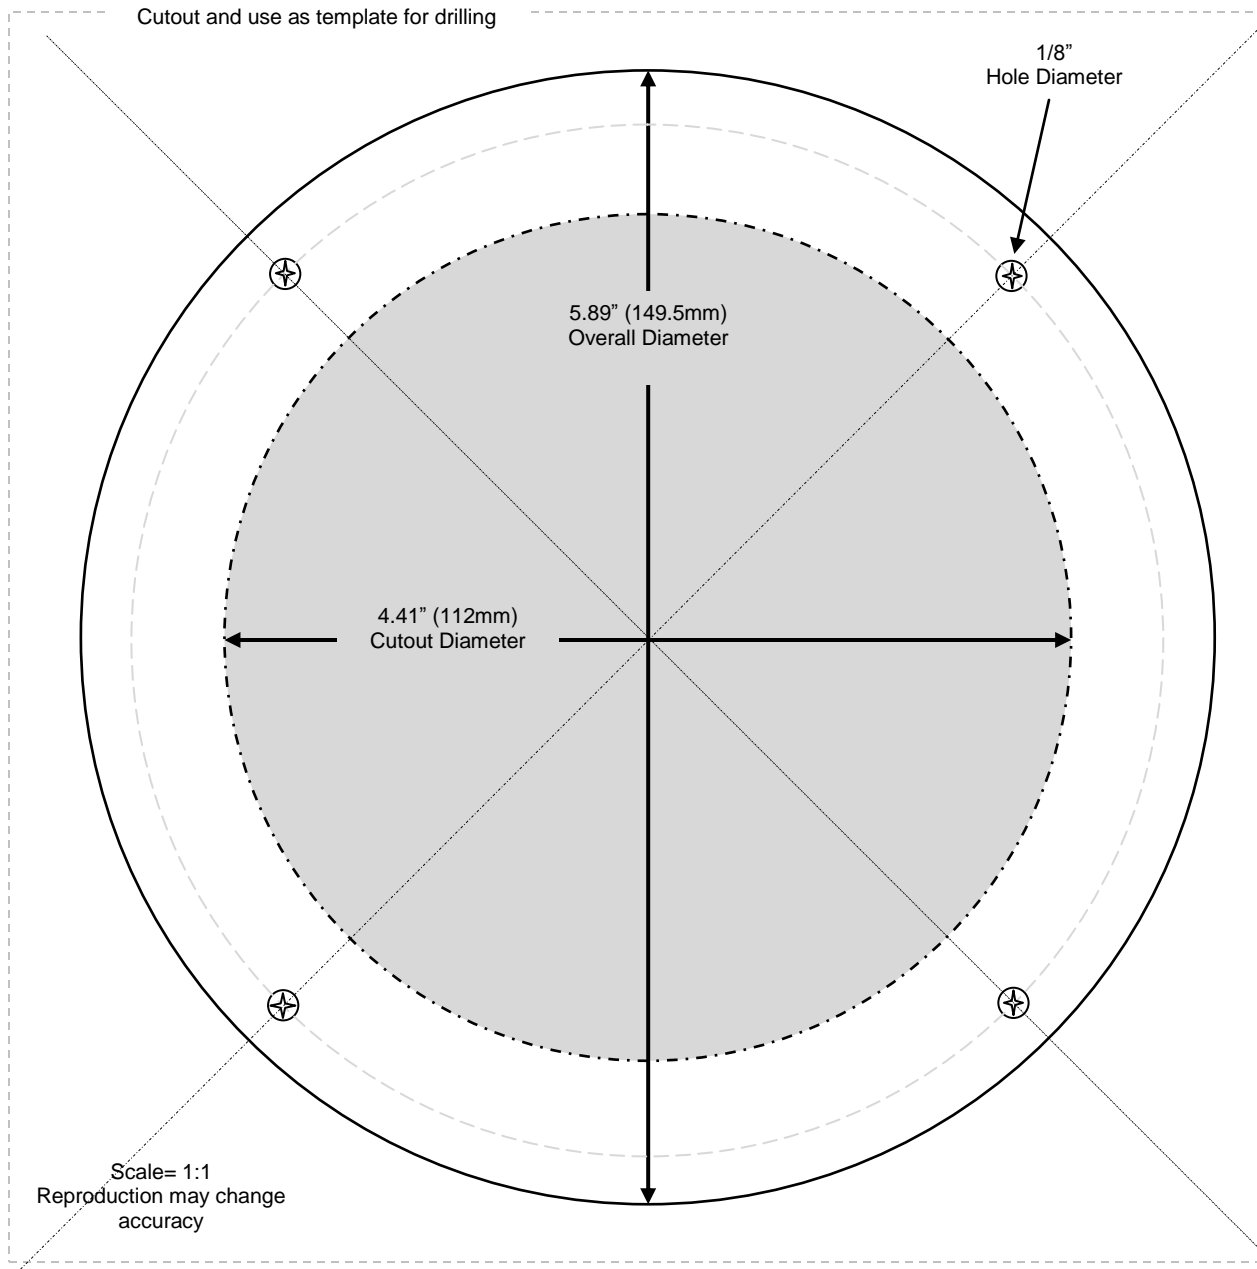 Cutout and use as template for drilling
1/8”
Hole Diameter
5.89” (149.5mm)
Overall Diameter
4.41” (112mm)
Cutout Diameter
Scale= 1:1
Reproduction may change
accuracy